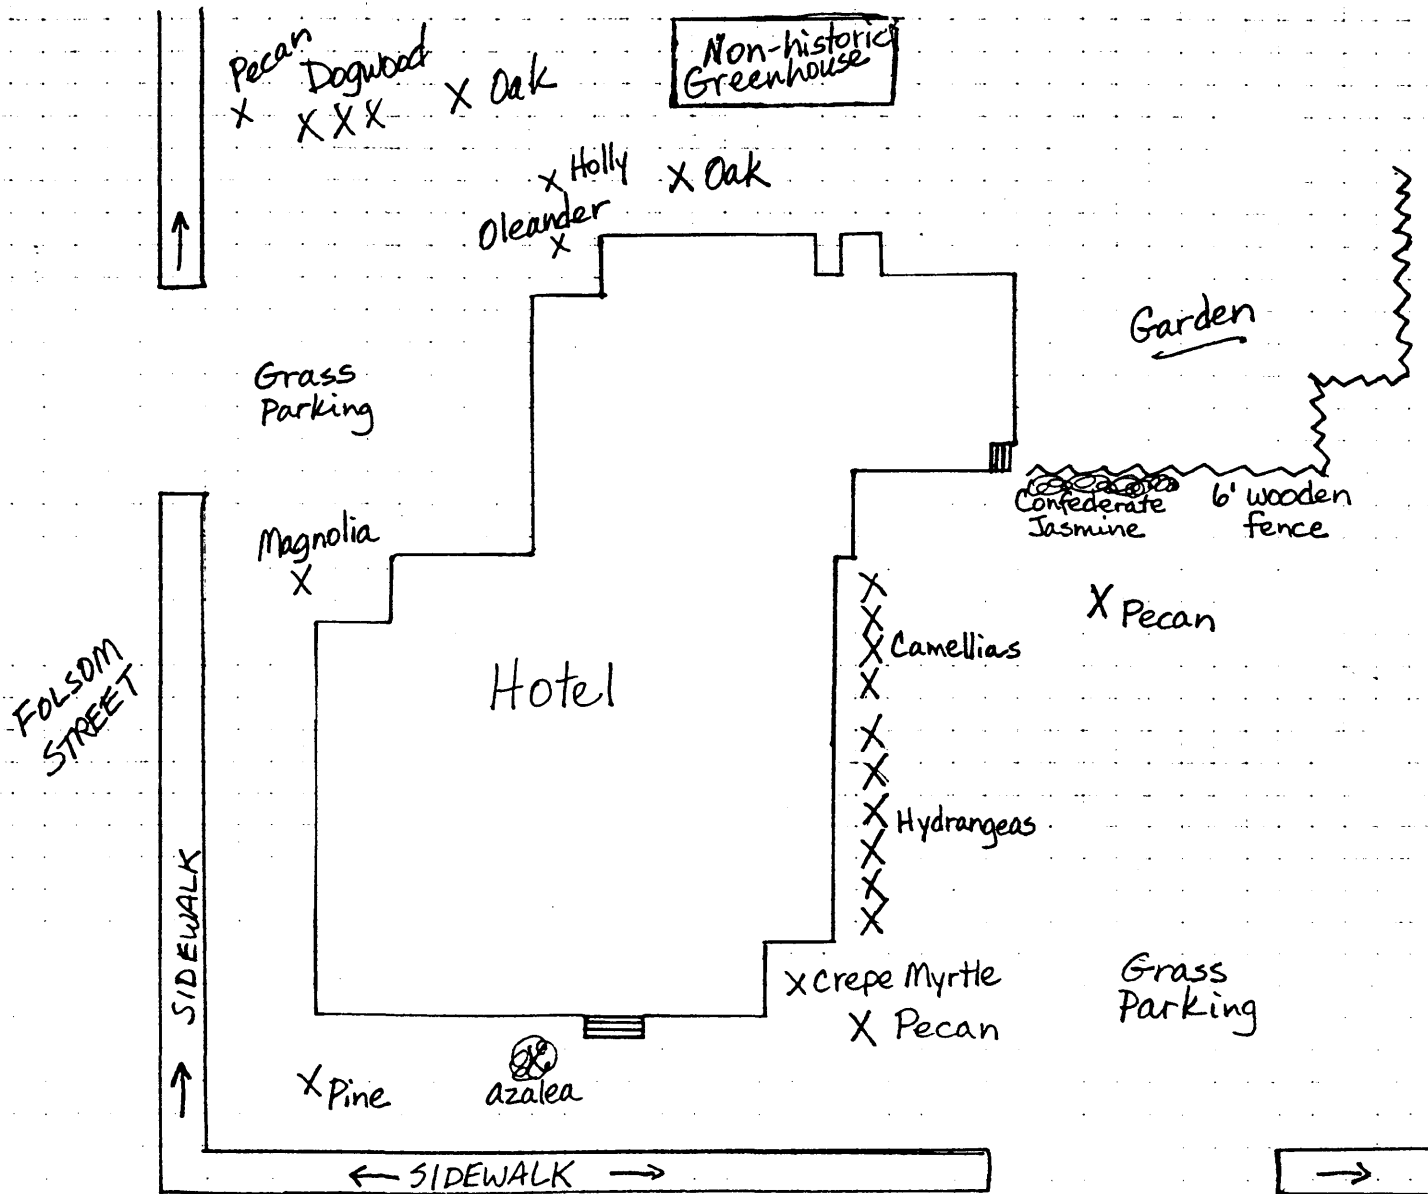 Pecan
Dogwood
X Oak
Non-historic
Greenhouse
X
X X X
X Holly
X Oak
Oleander
X
Garden
Grass
Parking
Confederate
Jasmine
6' wooden
fence
Magnolia
X
X
X
X
X
Camellias
X Pecan
Hotel
FOLSOM
STREET
X
X
X
X
X
X
Hydrangeas
SIDEWALK
X Crepe Myrtle
X Pecan
Grass
Parking
X Pine
X
azalea
← SIDEWALK →